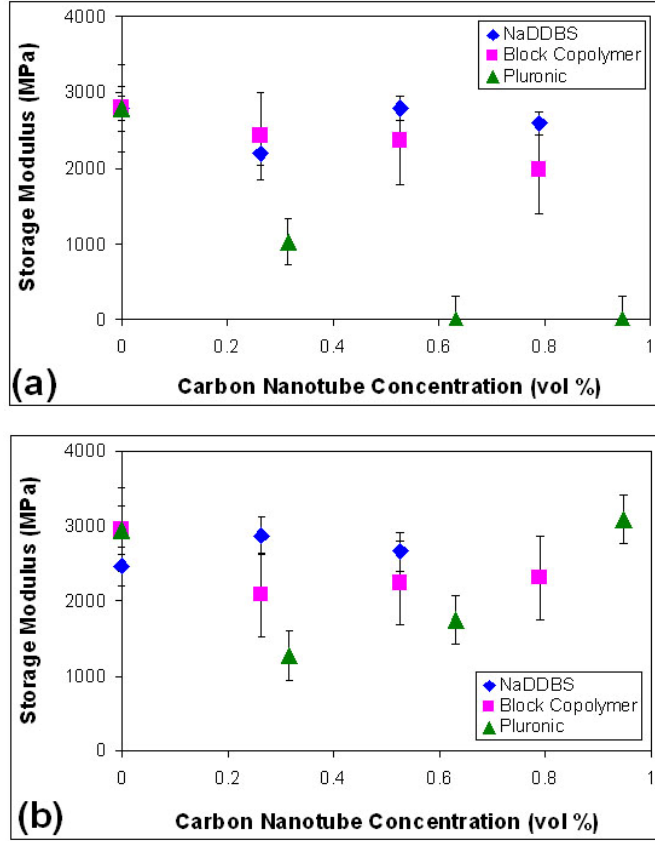 4000
3000
2000
1000
0
Storage Modulus (MPa)
NaDDBS
Block Copolymer
Pluronic
0
0.2
0.4
0.6
0.8
1
Carbon Nanotube Concentration (vol %)
(a)
4000
3000
2000
1000
0
Storage Modulus (MPa)
NaDDBS
Block Copolymer
Pluronic
0
0.2
0.4
0.6
0.8
1
Carbon Nanotube Concentration (vol %)
(b)